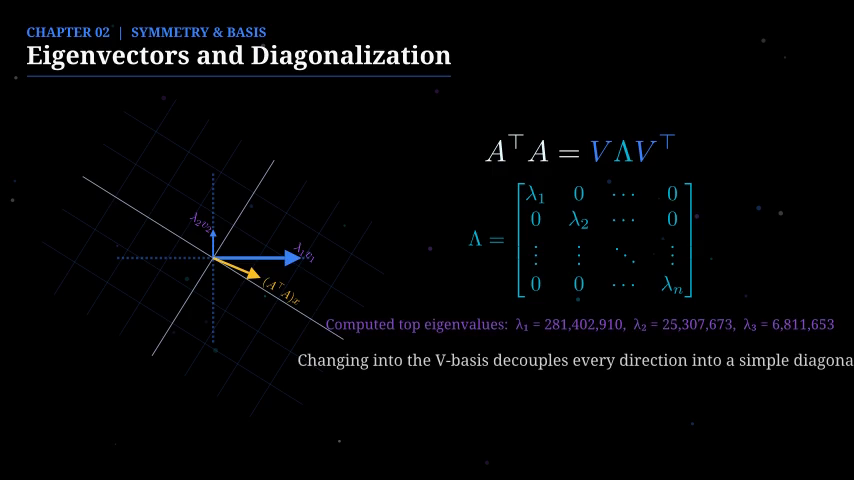 CHAPTER 02 | SYMMETRY & BASIS
Eigenvectors and Diagonalization
A⊤A = VΛV⊤
Λ = [λ₁ 0 ⋯ 0
0 λ₂ ⋯ 0
⋮ ⋮ ⋱ ⋮
0 0 ⋯ λₙ]
λ₂v₂
λ₁v₁
(A⊤A)x
Computed top eigenvalues: λ₁ = 281,402,910, λ₂ = 25,307,673, λ₃ = 6,811,653
Changing into the V-basis decouples every direction into a simple diagona